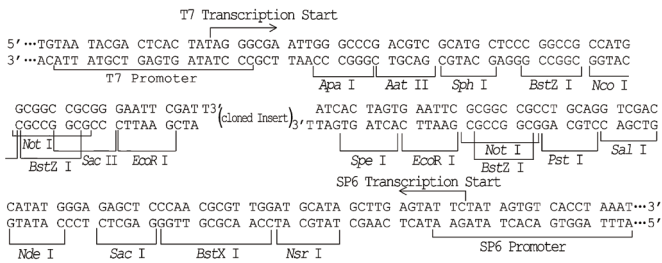 T7 Transcription Start
5'···TGTAA TACGA CTCAC TATAG GGCGA ATTGG GCCCG ACGTC GCATG CTCCC GGCCG CCATG
3'···ACATT ATGCT GAGTG ATATC CCGCT TAACC CGGGC TGCAG CGTAC GAGGG CCGGC GGTAC
T7 Promoter
Apa I Aat II Sph I BstZ I Nco I
GCGGC CGCGG GAATT CGATT3' (cloned Insert) ATCAC TAGTG AATTC GCGGC CGCCT GCAGG TCGAC
CGCCG GCGCC CTTAA GCTA 3'TTAGTG ATCAC TTAAG CGCCG GCGGA CGTCC AGCTG
Not I Sac II EcoR I Spe I EcoR I Not I Pst I Sal I
BstZ I BstZ I
SP6 Transcription Start
CATAT GGGA GAGCT CCCAA CGCGT TGGAT GCATA GCTTG AGTAT TCTAT AGTGT CACCT AAAT···3'
GTATA CCCT CTCGA GGGTT GCGCA ACCTA CGTAT CGAAC TCATA AGATA TCACA GTGGA TTTA···5'
Nde I Sac I BstX I Nsr I SP6 Promoter